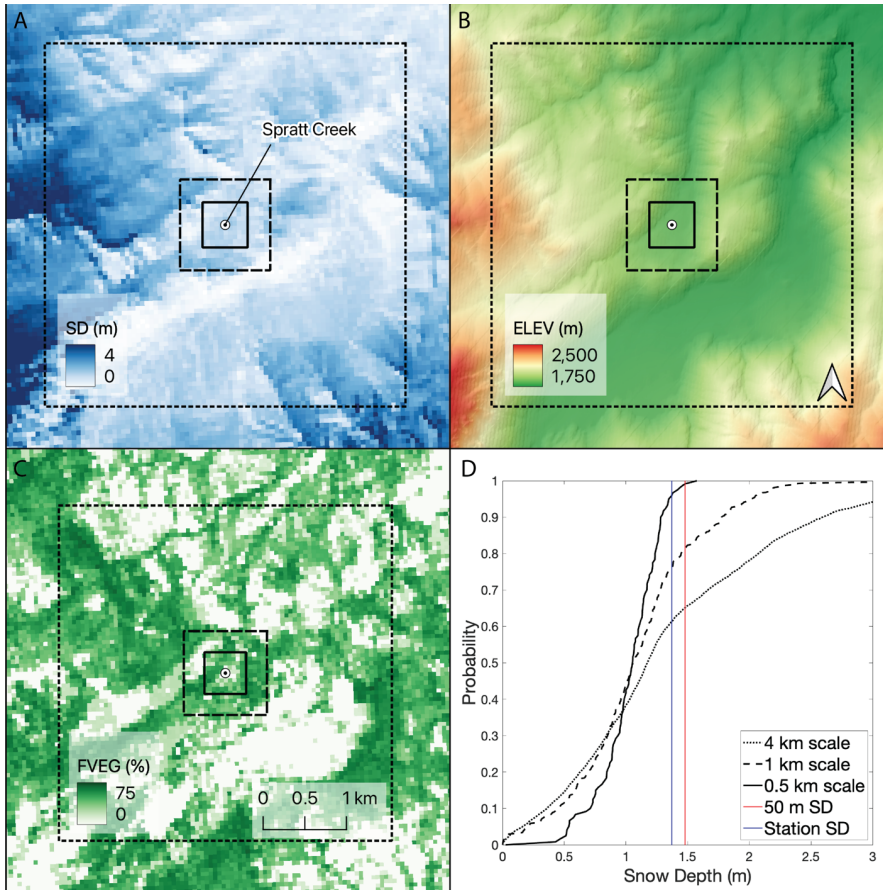 A
Spratt Creek
SD (m)
4
0
B
ELEV (m)
2,500
1,750
C
FVEG (%)
75
0
0 0.5 1 km
D
Probability
1
0.9
0.8
0.7
0.6
0.5
0.4
0.3
0.2
0.1
0
0 0.5 1 1.5 2 2.5 3
Snow Depth (m)
4 km scale
1 km scale
0.5 km scale
50 m SD
Station SD